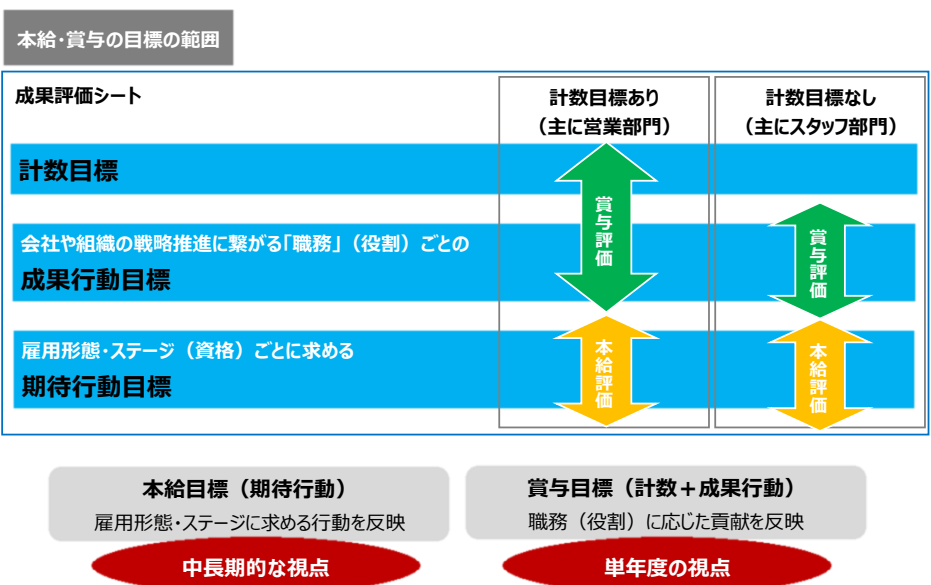 本給･賞与の目標の範囲
成果評価シート
計数目標あり
（主に営業部門）
計数目標なし
（主にスタッフ部門）
計数目標
会社や組織の戦略推進に繋がる｢職務｣（役割）ごとの
成果行動目標
雇用形態･ステージ（資格）ごとに求める
期待行動目標
賞与評価
本給評価
賞与評価
本給評価
本給目標（期待行動）
雇用形態･ステージに求める行動を反映
中長期的な視点
賞与目標（計数＋成果行動）
職務（役割）に応じた貢献を反映
単年度の視点